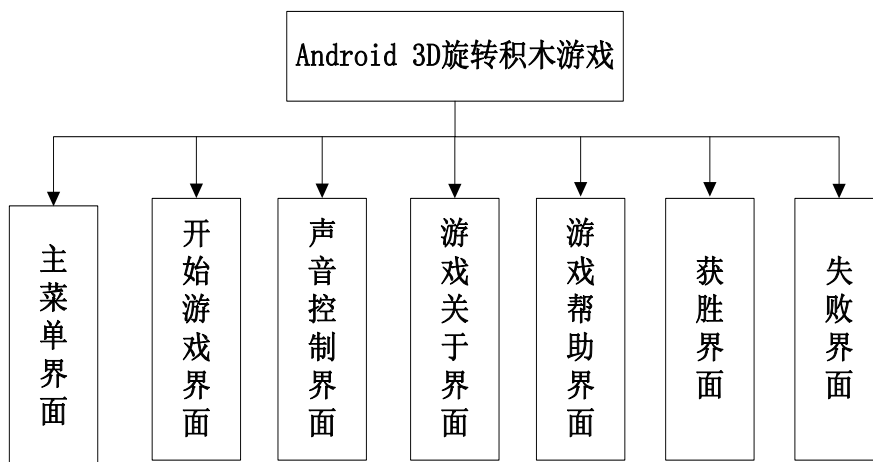 Android 3D旋转积木游戏
主菜单界面
开始游戏界面
声音控制界面
游戏关于界面
游戏帮助界面
获胜界面
失败界面